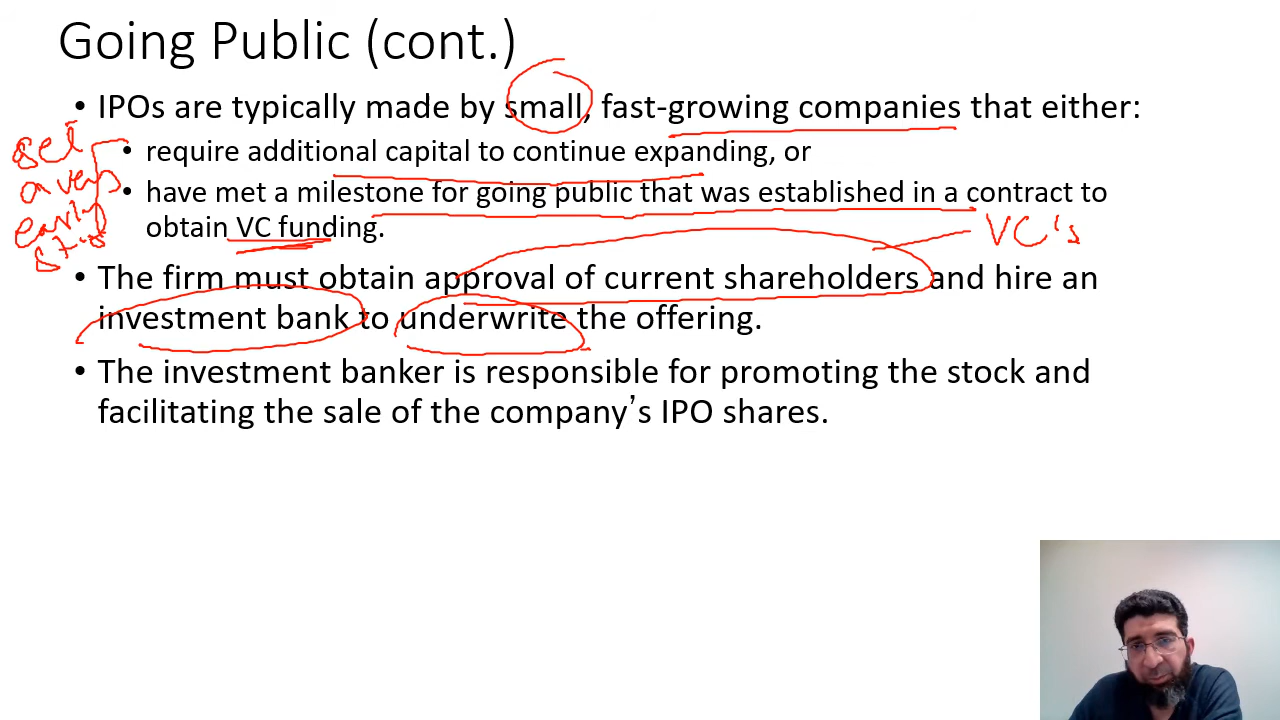 Going Public (cont.)
• IPOs are typically made by small, fast-growing companies that either:
• require additional capital to continue expanding, or
• have met a milestone for going public that was established in a contract to
obtain VC funding.
• The firm must obtain approval of current shareholders and hire an
investment bank to underwrite the offering.
• The investment banker is responsible for promoting the stock and
facilitating the sale of the company’s IPO shares.
VC's
set
a very
early